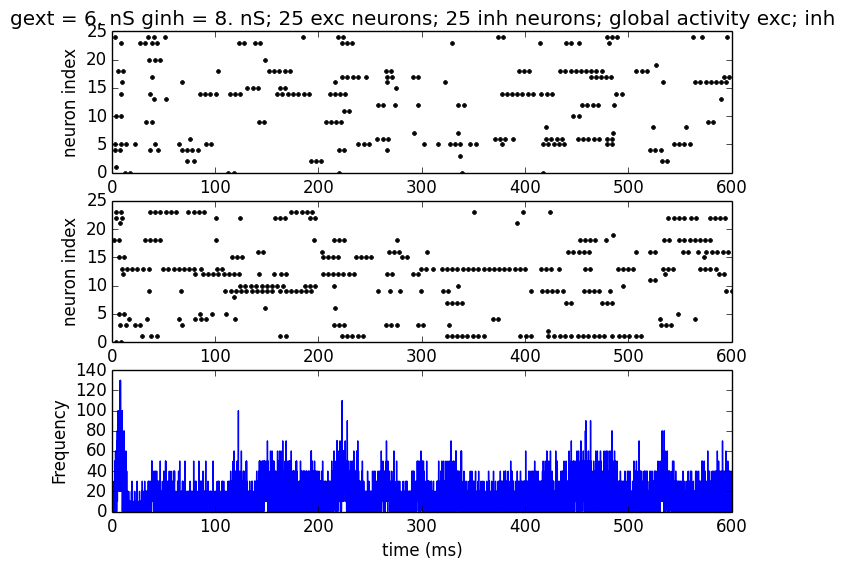 gext = 6. nS ginh = 8. nS; 25 exc neurons; 25 inh neurons; global activity exc; inh
25
20
15
10
5
0
neuron index
0 100 200 300 400 500 600
25
20
15
10
5
0
neuron index
0 100 200 300 400 500 600
140
120
100
80
60
40
20
0
Frequency
0 100 200 300 400 500 600
time (ms)